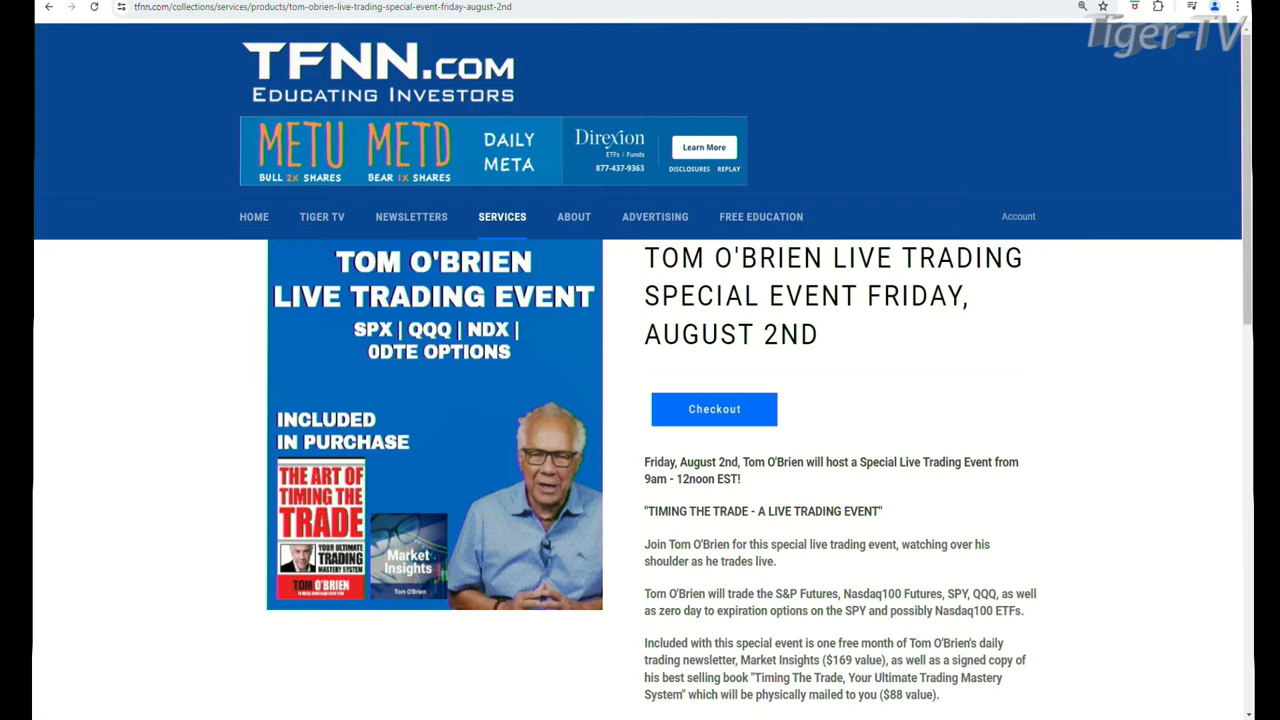 tfnn.com/collections/services/products/tom-obrien-live-trading-special-event-friday-august-2nd
Tiger-TV
TFNN.COM
EDUCATING INVESTORS
METU METD DAILY META
BULL 2X SHARES BEAR 1X SHARES
Direxion
ETFs | Funds
877-437-9363
Learn More
DISCLOSURES REPLAY
HOME TIGER TV NEWSLETTERS SERVICES ABOUT ADVERTISING FREE EDUCATION Account
TOM O'BRIEN
LIVE TRADING EVENT
SPX | QQQ | NDX |
0DTE OPTIONS
INCLUDED
IN PURCHASE
THE ART OF
TIMING THE
TRADE
YOUR ULTIMATE
TRADING
MASTERY SYSTEM
TOM O'BRIEN
Market
Insights
Tom O'Brien
TOM O'BRIEN LIVE TRADING
SPECIAL EVENT FRIDAY,
AUGUST 2ND
Checkout
Friday, August 2nd, Tom O'Brien will host a Special Live Trading Event from
9am - 12noon EST!
"TIMING THE TRADE - A LIVE TRADING EVENT"
Join Tom O'Brien for this special live trading event, watching over his
shoulder as he trades live.
Tom O'Brien will trade the S&P Futures, Nasdaq100 Futures, SPY, QQQ, as well
as zero day to expiration options on the SPY and possibly Nasdaq100 ETFs.
Included with this special event is one free month of Tom O'Brien's daily
trading newsletter, Market Insights ($169 value), as well as a signed copy of
his best selling book "Timing The Trade, Your Ultimate Trading Mastery
System" which will be physically mailed to you ($88 value).